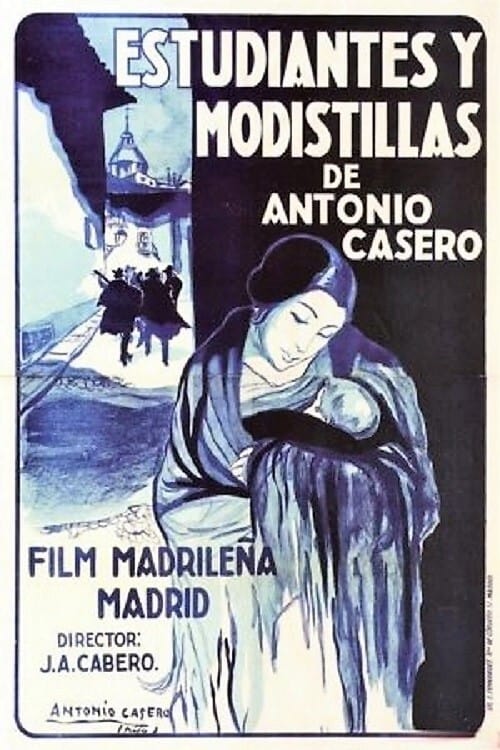 ESTUDIANTES Y
MODISTILLAS
DE
ANTONIO
CASERO
FILM MADRILEÑA
MADRID
DIRECTOR:
J.A. CABERO.
ANTONIO CASERO